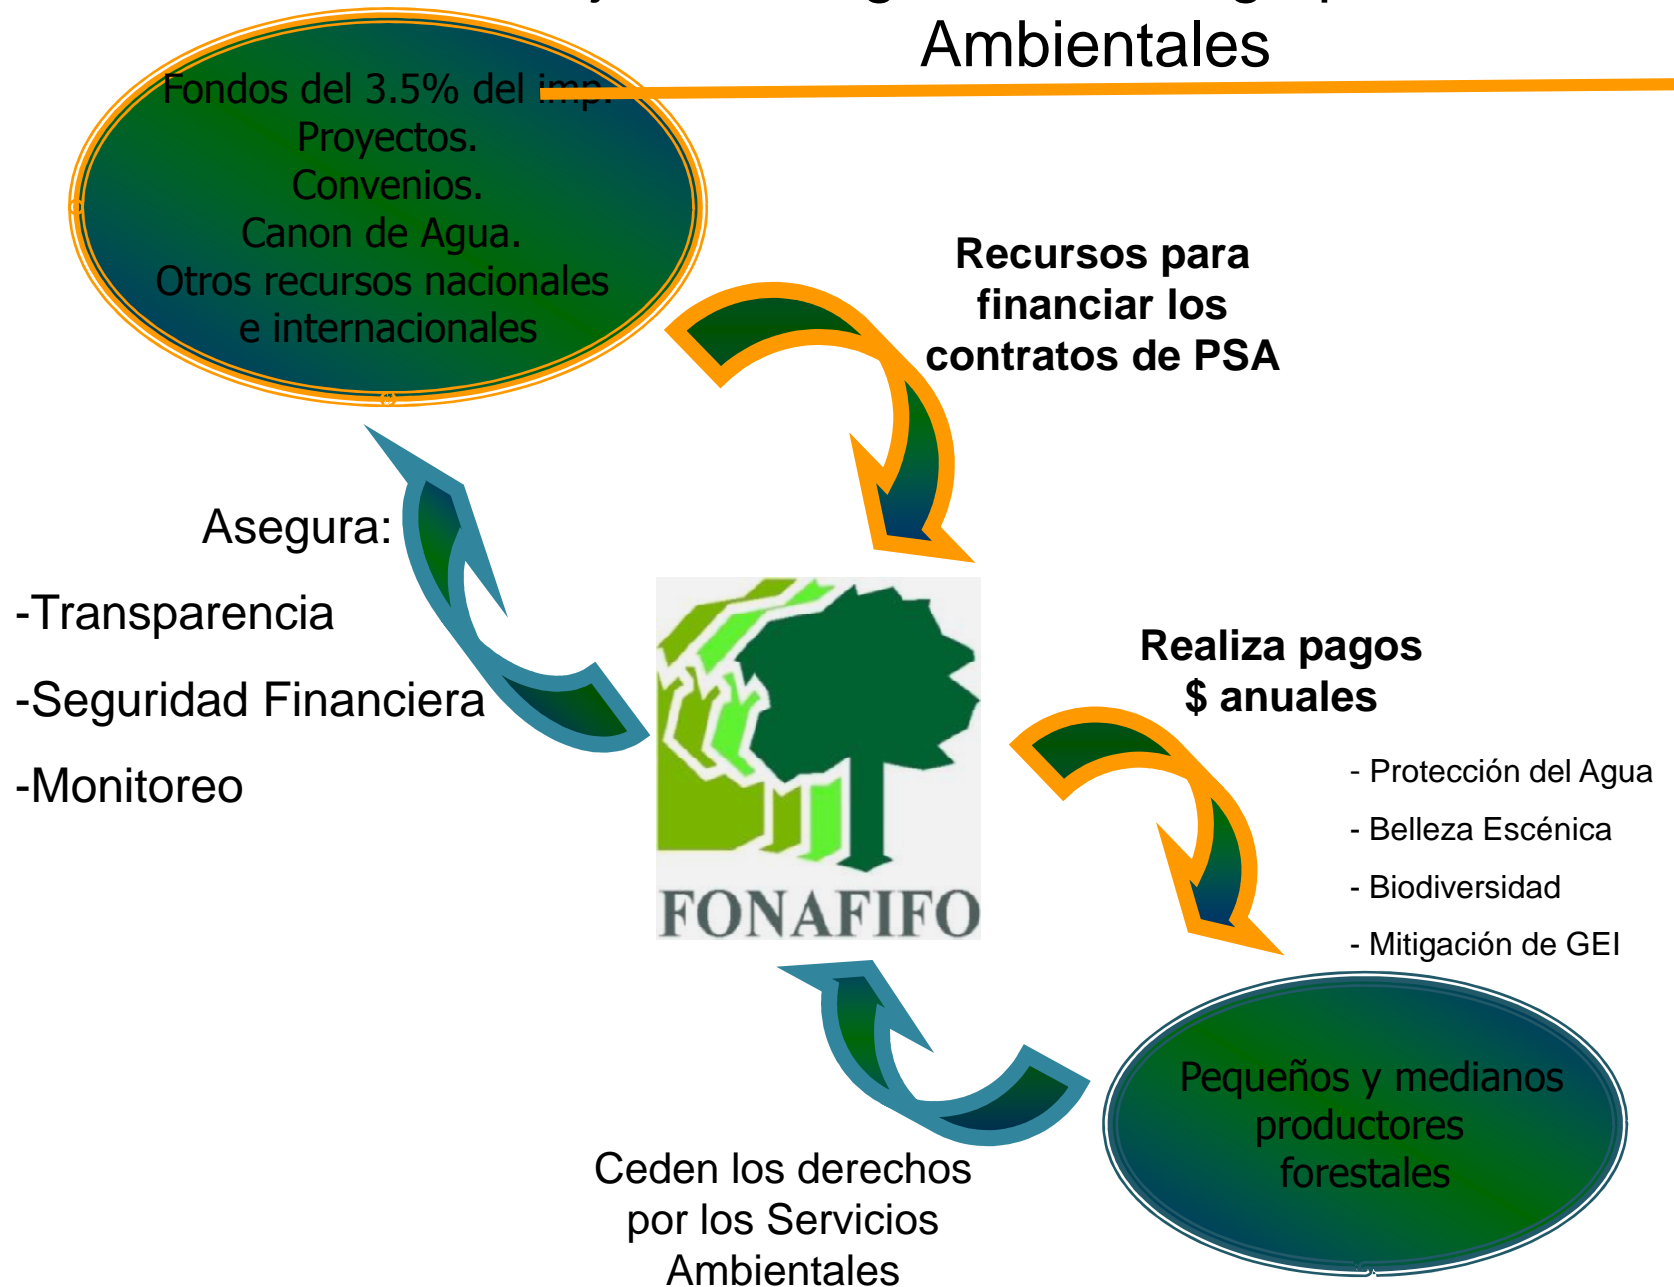 Ambientales
Fondos del 3.5% del imp.
Proyectos.
Convenios.
Canon de Agua.
Otros recursos nacionales
e internacionales
Recursos para
financiar los
contratos de PSA
Asegura:
-Transparencia
-Seguridad Financiera
-Monitoreo
FONAFIFO
Realiza pagos
$ anuales
- Protección del Agua
- Belleza Escénica
- Biodiversidad
- Mitigación de GEI
Pequeños y medianos
productores
forestales
Ceden los derechos
por los Servicios
Ambientales